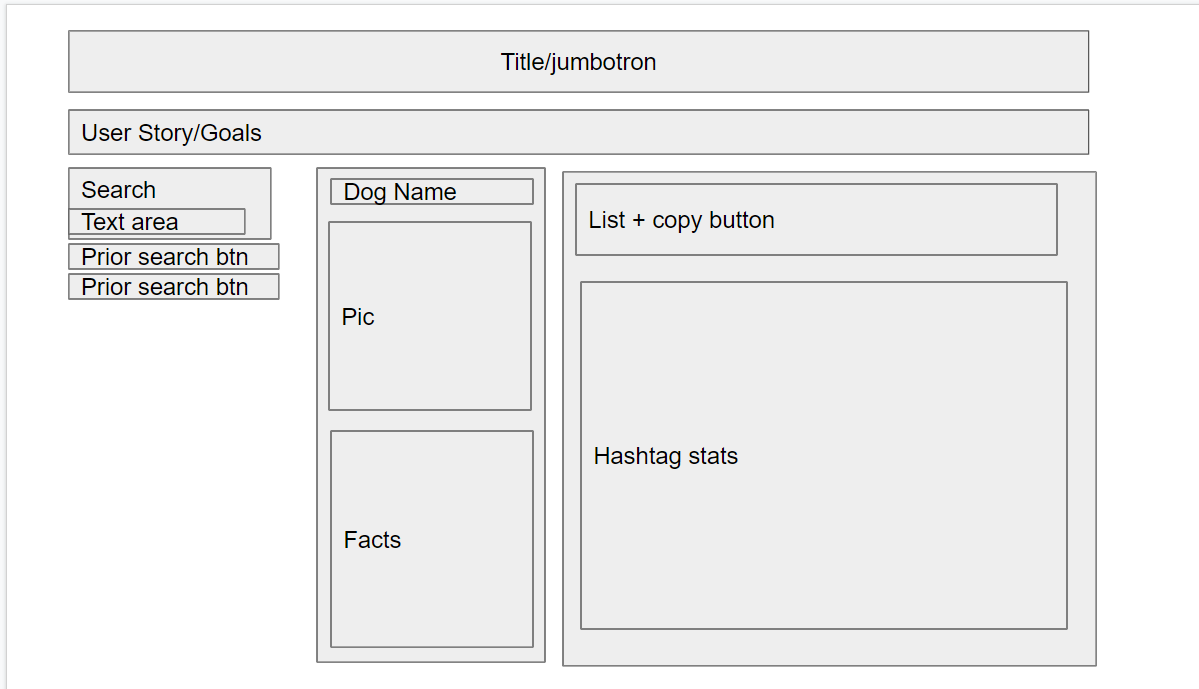 Title/jumbotron
User Story/Goals
Search
Text area
Prior search btn
Prior search btn
Dog Name
Pic
Facts
List + copy button
Hashtag stats